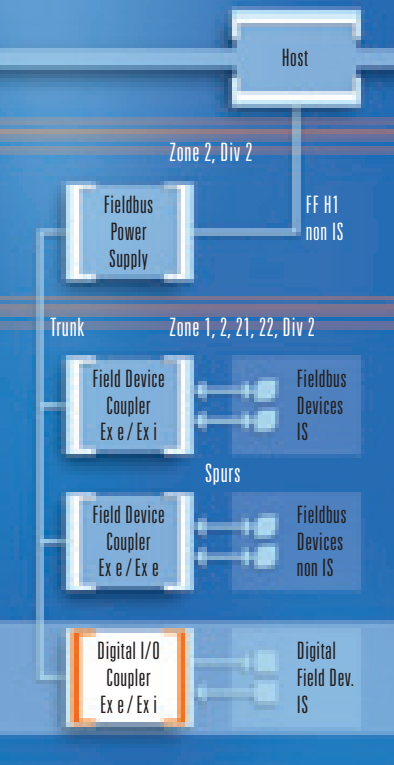 Host
Zone 2, Div 2
Fieldbus
Power
Supply
FF H1
non IS
Trunk
Zone 1, 2, 21, 22, Div 2
Field Device
Coupler
Ex e / Ex i
Fieldbus
Devices
IS
Spurs
Field Device
Coupler
Ex e / Ex e
Fieldbus
Devices
non IS
Digital I/O
Coupler
Ex e / Ex i
Digital
Field Dev.
IS